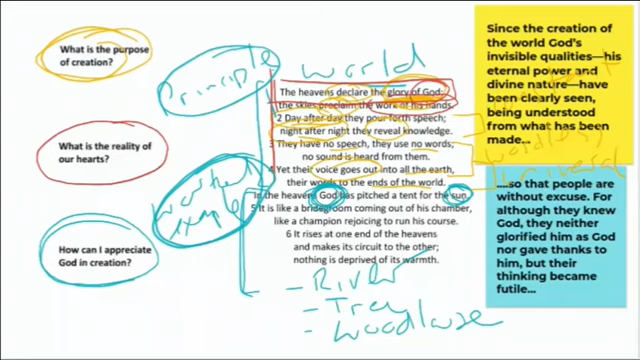 What is the purpose
of creation?
What is the reality of
our hearts?
How can I appreciate
God in creation?
Principle
Worked
example
world
The heavens declare the glory of God;
the skies proclaim the work of his hands.
2 Day after day they pour forth speech;
night after night they reveal knowledge.
3 They have no speech, they use no words;
no sound is heard from them.
4 Yet their voice goes out into all the earth,
their words to the ends of the world.
In the heavens God has pitched a tent for the sun.
5 It is like a bridegroom coming out of his chamber,
like a champion rejoicing to run his course.
6 It rises at one end of the heavens
and makes its circuit to the other;
nothing is deprived of its warmth.
- River
- Tree
- Woodlouse
Since the creation of
the world God's
invisible qualities—his
eternal power and
divine nature—have
been clearly seen,
being understood
from what has been
made...
wordless
universal
....so that people are
without excuse. For
although they knew
God, they neither
glorified him as God
nor gave thanks to
him, but their
thinking became
futile...